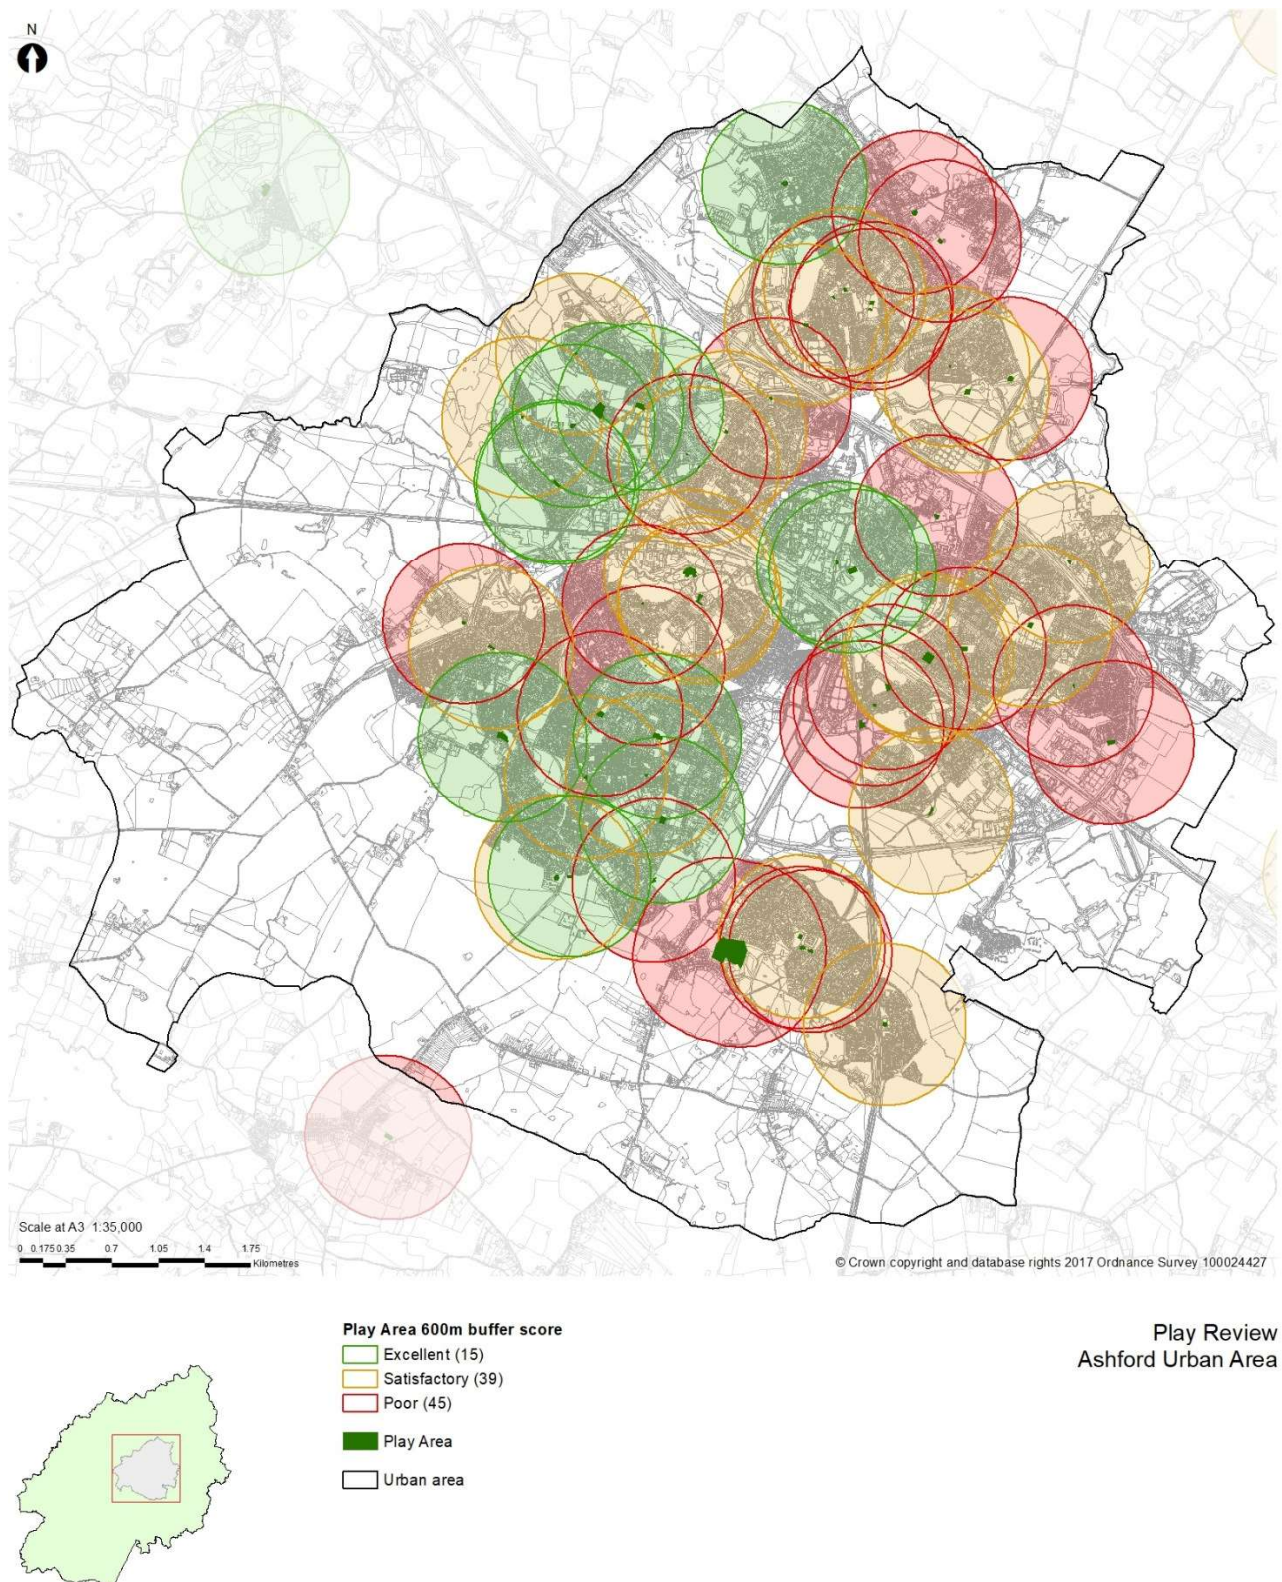 N
Scale at A3 1:35,000
0 0.175 0.35 0.7 1.05 1.4 1.75
Kilometres
© Crown copyright and database rights 2017 Ordnance Survey 100024427
Play Area 600m buffer score
Excellent (15)
Satisfactory (39)
Poor (45)
Play Area
Urban area
Play Review
Ashford Urban Area